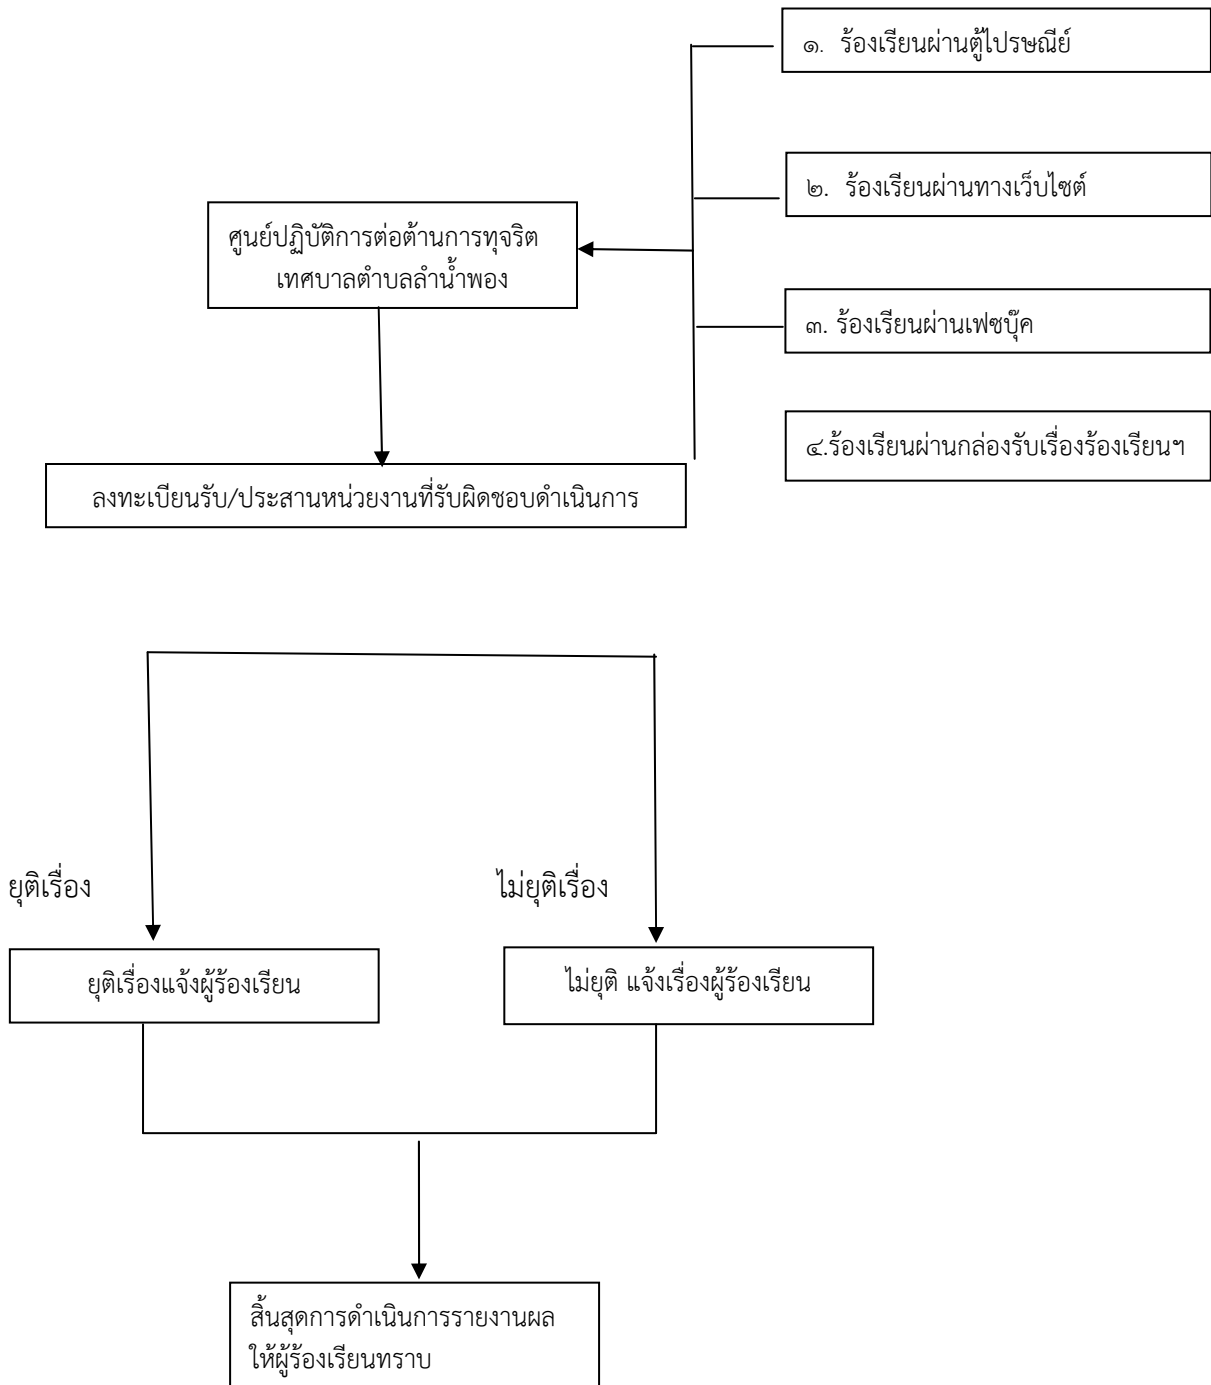 ๑. ร้องเรียนผ่านตู้ไปรษณีย์
๒. ร้องเรียนผ่านทางเว็บไซต์
ศูนย์ปฏิบัติการต่อต้านการทุจริต
เทศบาลตำบลลำน้ำพอง
๓. ร้องเรียนผ่านเฟซบุ๊ค
๔.ร้องเรียนผ่านกล่องรับเรื่องร้องเรียนฯ
ลงทะเบียนรับ/ประสานหน่วยงานที่รับผิดชอบดำเนินการ
ยุติเรื่อง
ไม่ยุติเรื่อง
ยุติเรื่องแจ้งผู้ร้องเรียน
ไม่ยุติ แจ้งเรื่องผู้ร้องเรียน
สิ้นสุดการดำเนินการรายงานผล
ให้ผู้ร้องเรียนทราบ